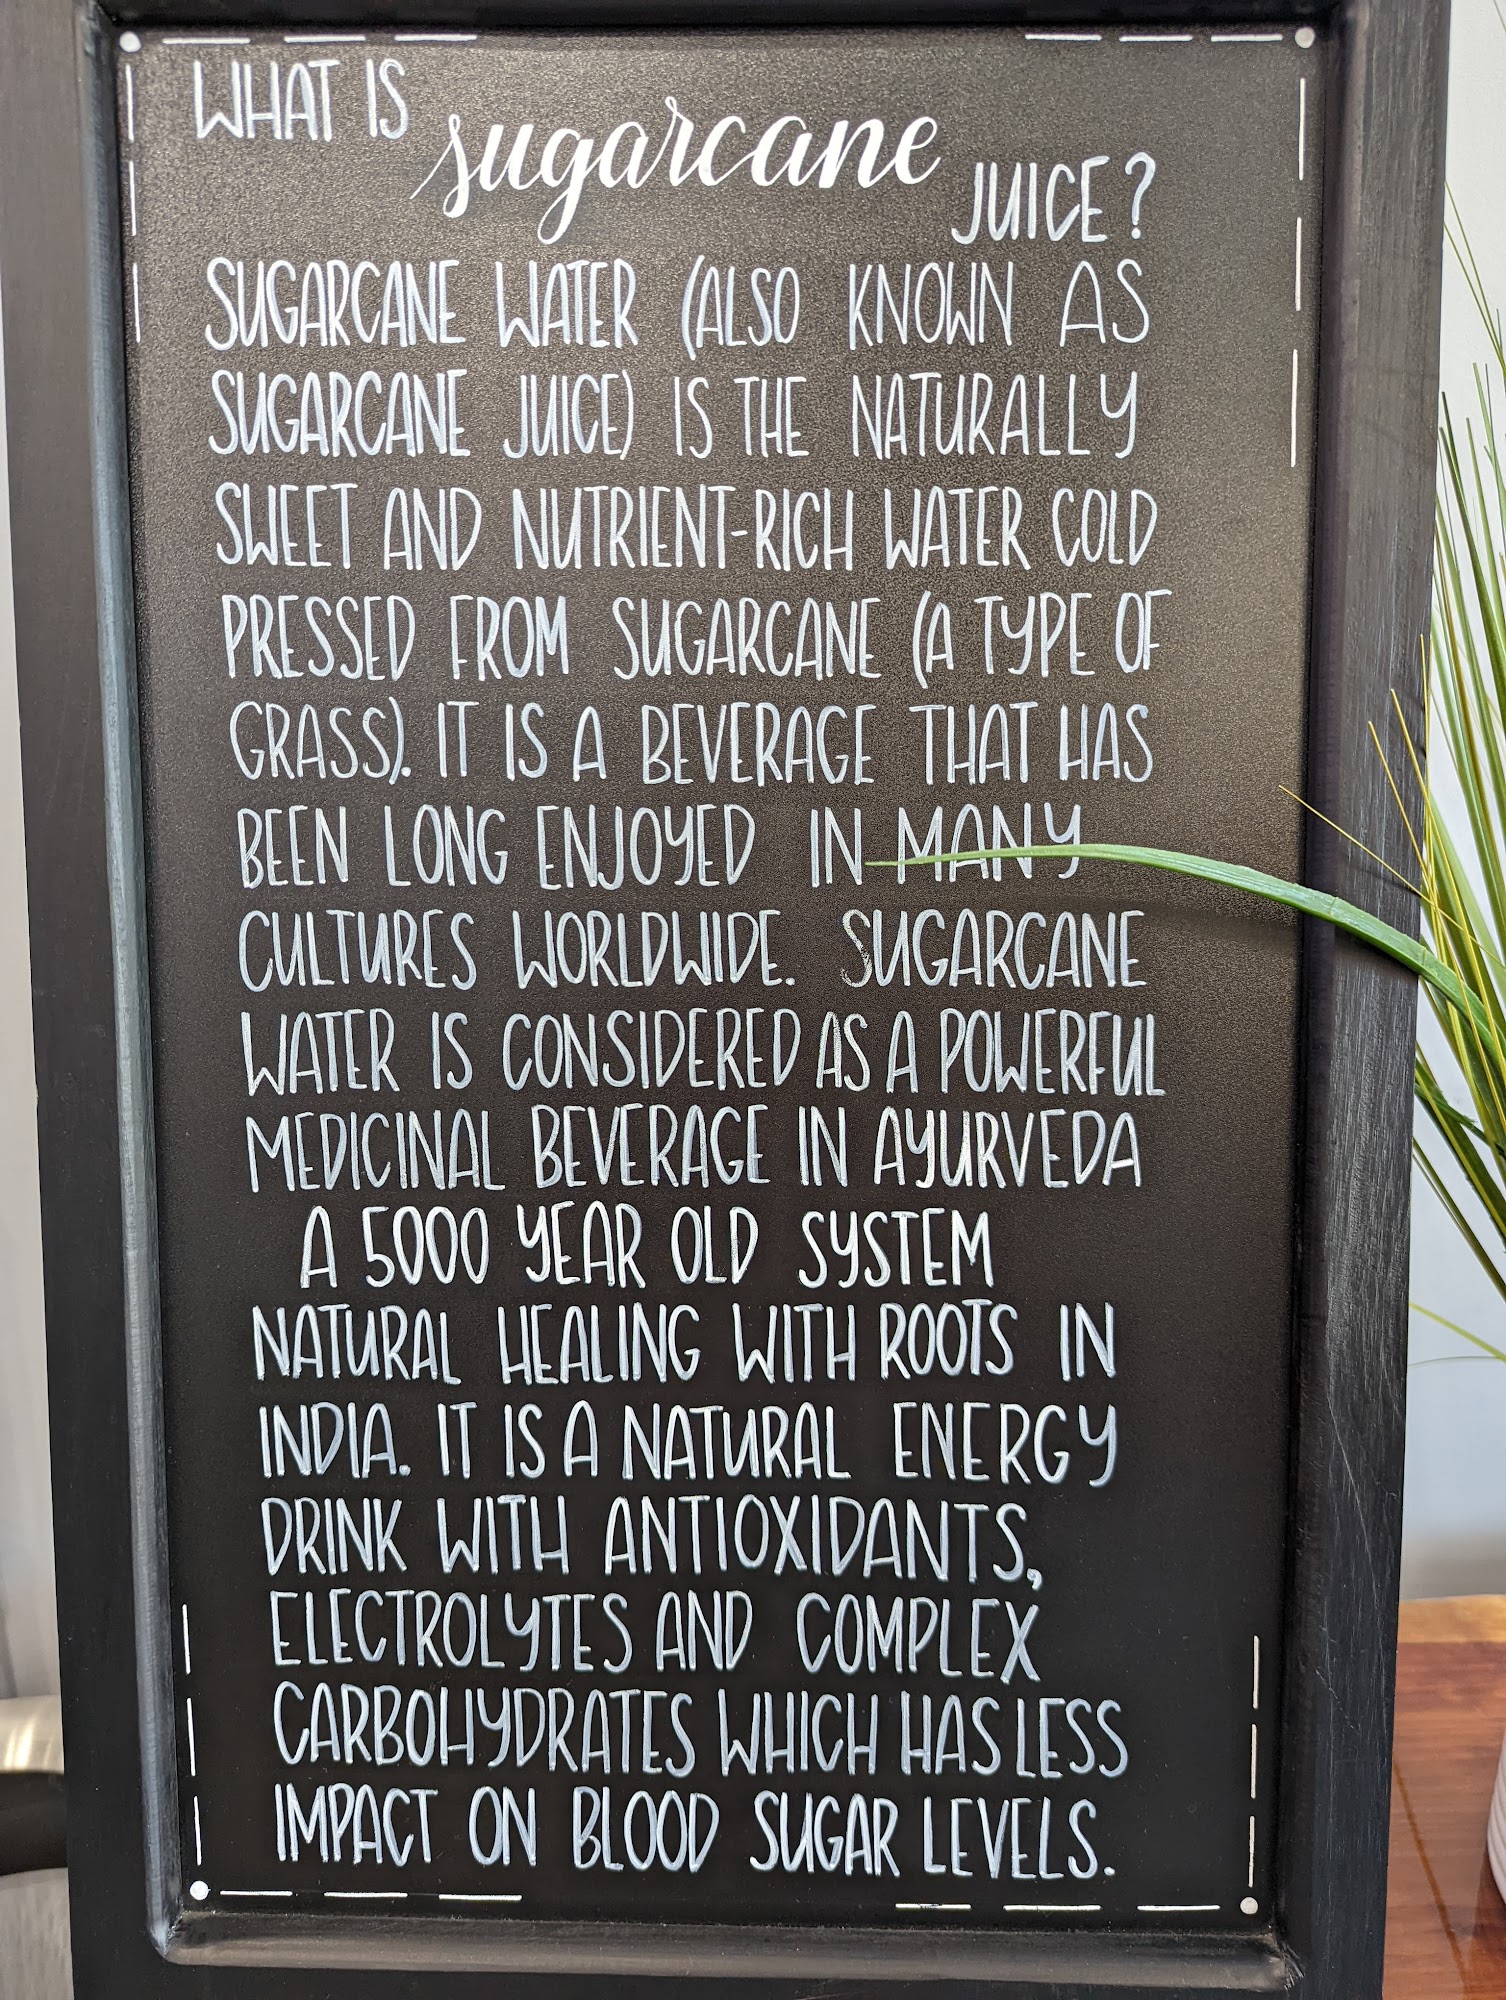 WHAT IS sugarcane JUICE?
SUGARCANE WATER (ALSO KNOWN AS
SUGARCANE JUICE) IS THE NATURALLY
SWEET AND NUTRIENT-RICH WATER COLD
PRESSED FROM SUGARCANE (A TYPE OF
GRASS). IT IS A BEVERAGE THAT HAS
BEEN LONG ENJOYED IN MANY
CULTURES WORLDWIDE. SUGARCANE
WATER IS CONSIDERED AS A POWERFUL
MEDICINAL BEVERAGE IN AYURVEDA
A 5000 YEAR OLD SYSTEM
NATURAL HEALING WITH ROOTS IN
INDIA. IT IS A NATURAL ENERGY
DRINK WITH ANTIOXIDANTS,
ELECTROLYTES AND COMPLEX
CARBOHYDRATES WHICH HAS LESS
IMPACT ON BLOOD SUGAR LEVELS.